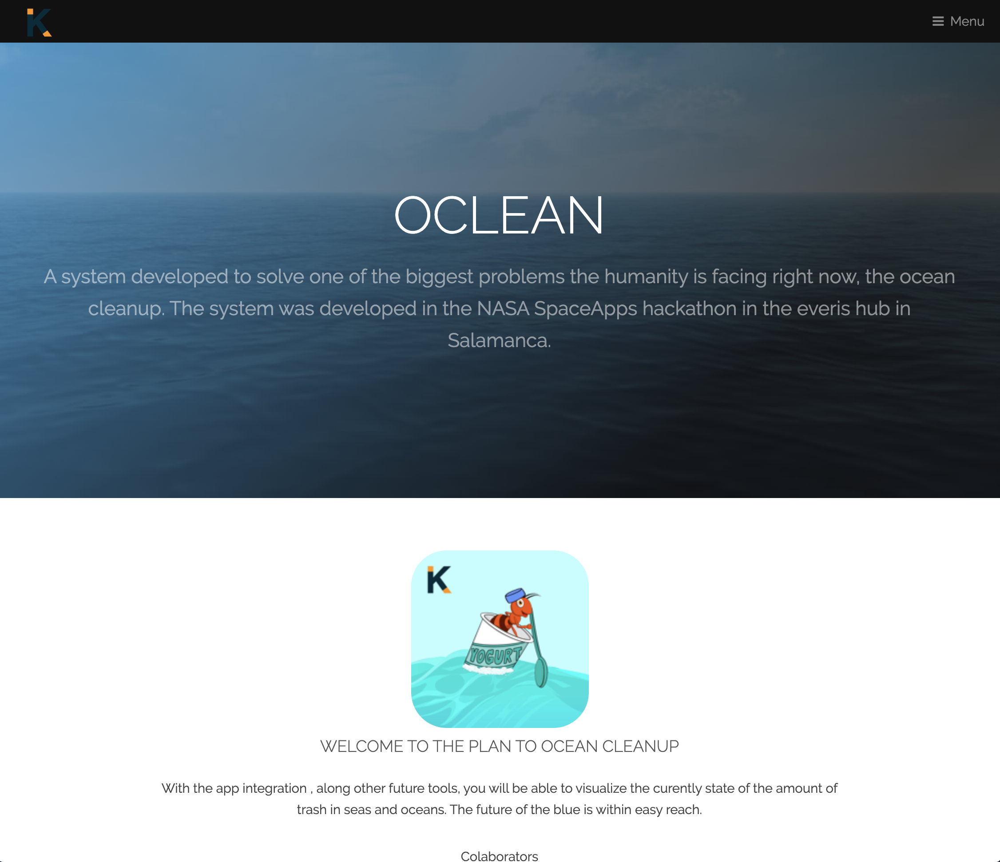 K
Menu
OCLEAN
A system developed to solve one of the biggest problems the humanity is facing right now, the ocean
cleanup. The system was developed in the NASA SpaceApps hackathon in the everis hub in
Salamanca.
K
YOGURT
WELCOME TO THE PLAN TO OCEAN CLEANUP
With the app integration , along other future tools, you will be able to visualize the curently state of the amount of
trash in seas and oceans. The future of the blue is within easy reach.
Colaborators